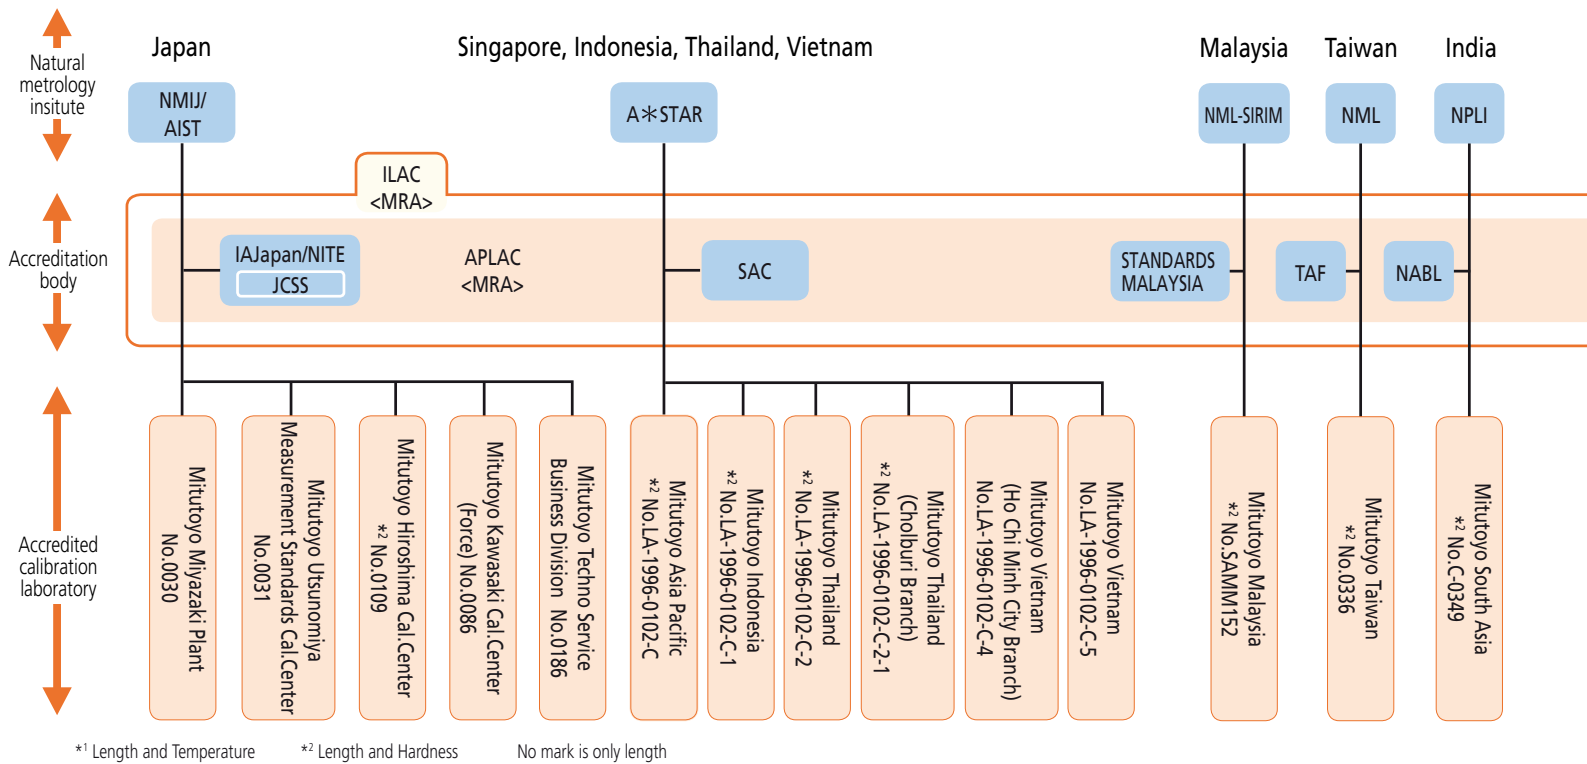 Japan
Singapore, Indonesia, Thailand, Vietnam
Malaysia
Taiwan
India
Natural
metrology
insitute
NMIJ/
AIST
A＊STAR
NML-SIRIM
NML
NPLI
ILAC
<MRA>
Accreditation
body
IAJapan/NITE
JCSS
APLAC
<MRA>
SAC
STANDARDS
MALAYSIA
TAF
NABL
Accredited
calibration
laboratory
Mitutoyo Miyazaki Plant
No.0030
Mitutoyo Utsunomiya
Measurement Standards Cal.Center
No.0031
Mitutoyo Hiroshima Cal.Center
*2 No.0109
Mitutoyo Kawasaki Cal.Center
(Force) No.0086
Mitutoyo Techno Service
Business Division No.0186
Mitutoyo Asia Pacific
*2 No.LA-1996-0102-C
Mitutoyo Indonesia
*2 No.LA-1996-0102-C-1
Mitutoyo Thailand
*2 No.LA-1996-0102-C-2
Mitutoyo Thailand
(Cholburi Branch)
*2 No.LA-1996-0102-C-2-1
Mitutoyo Vietnam
(Ho Chi Minh City Branch)
No.LA-1996-0102-C-4
Mitutoyo Vietnam
No.LA-1996-0102-C-5
Mitutoyo Malaysia
*2 No.SAMM152
Mitutoyo Taiwan
*2 No.0336
Mitutoyo South Asia
*2 No.C-0349
*1 Length and Temperature
*2 Length and Hardness
No mark is only length